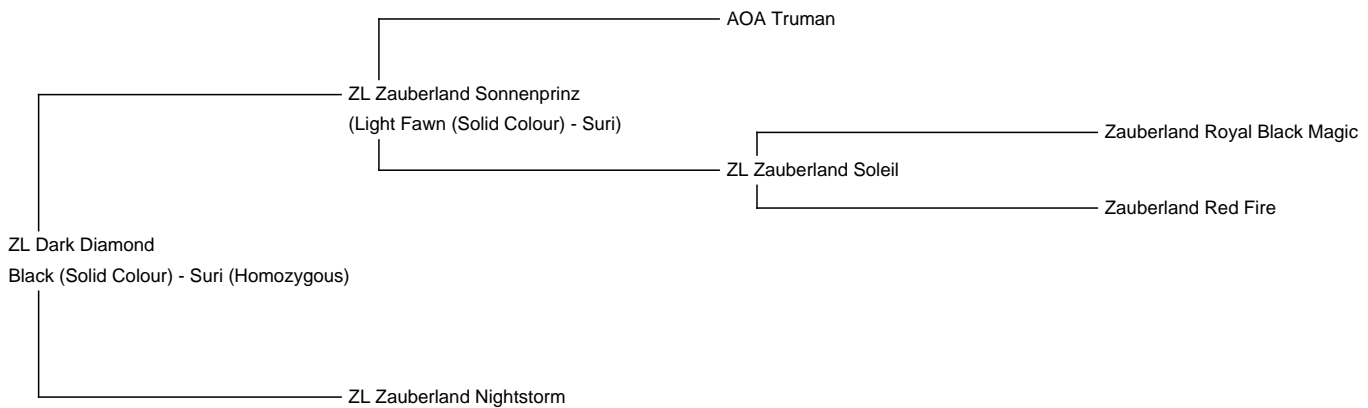 AOA Truman
ZL Zauberland Sonnenprinz
(Light Fawn (Solid Colour) - Suri)
Zauberland Royal Black Magic
ZL Zauberland Soleil
Zauberland Red Fire
ZL Dark Diamond
Black (Solid Colour) - Suri (Homozygous)
ZL Zauberland Nightstorm